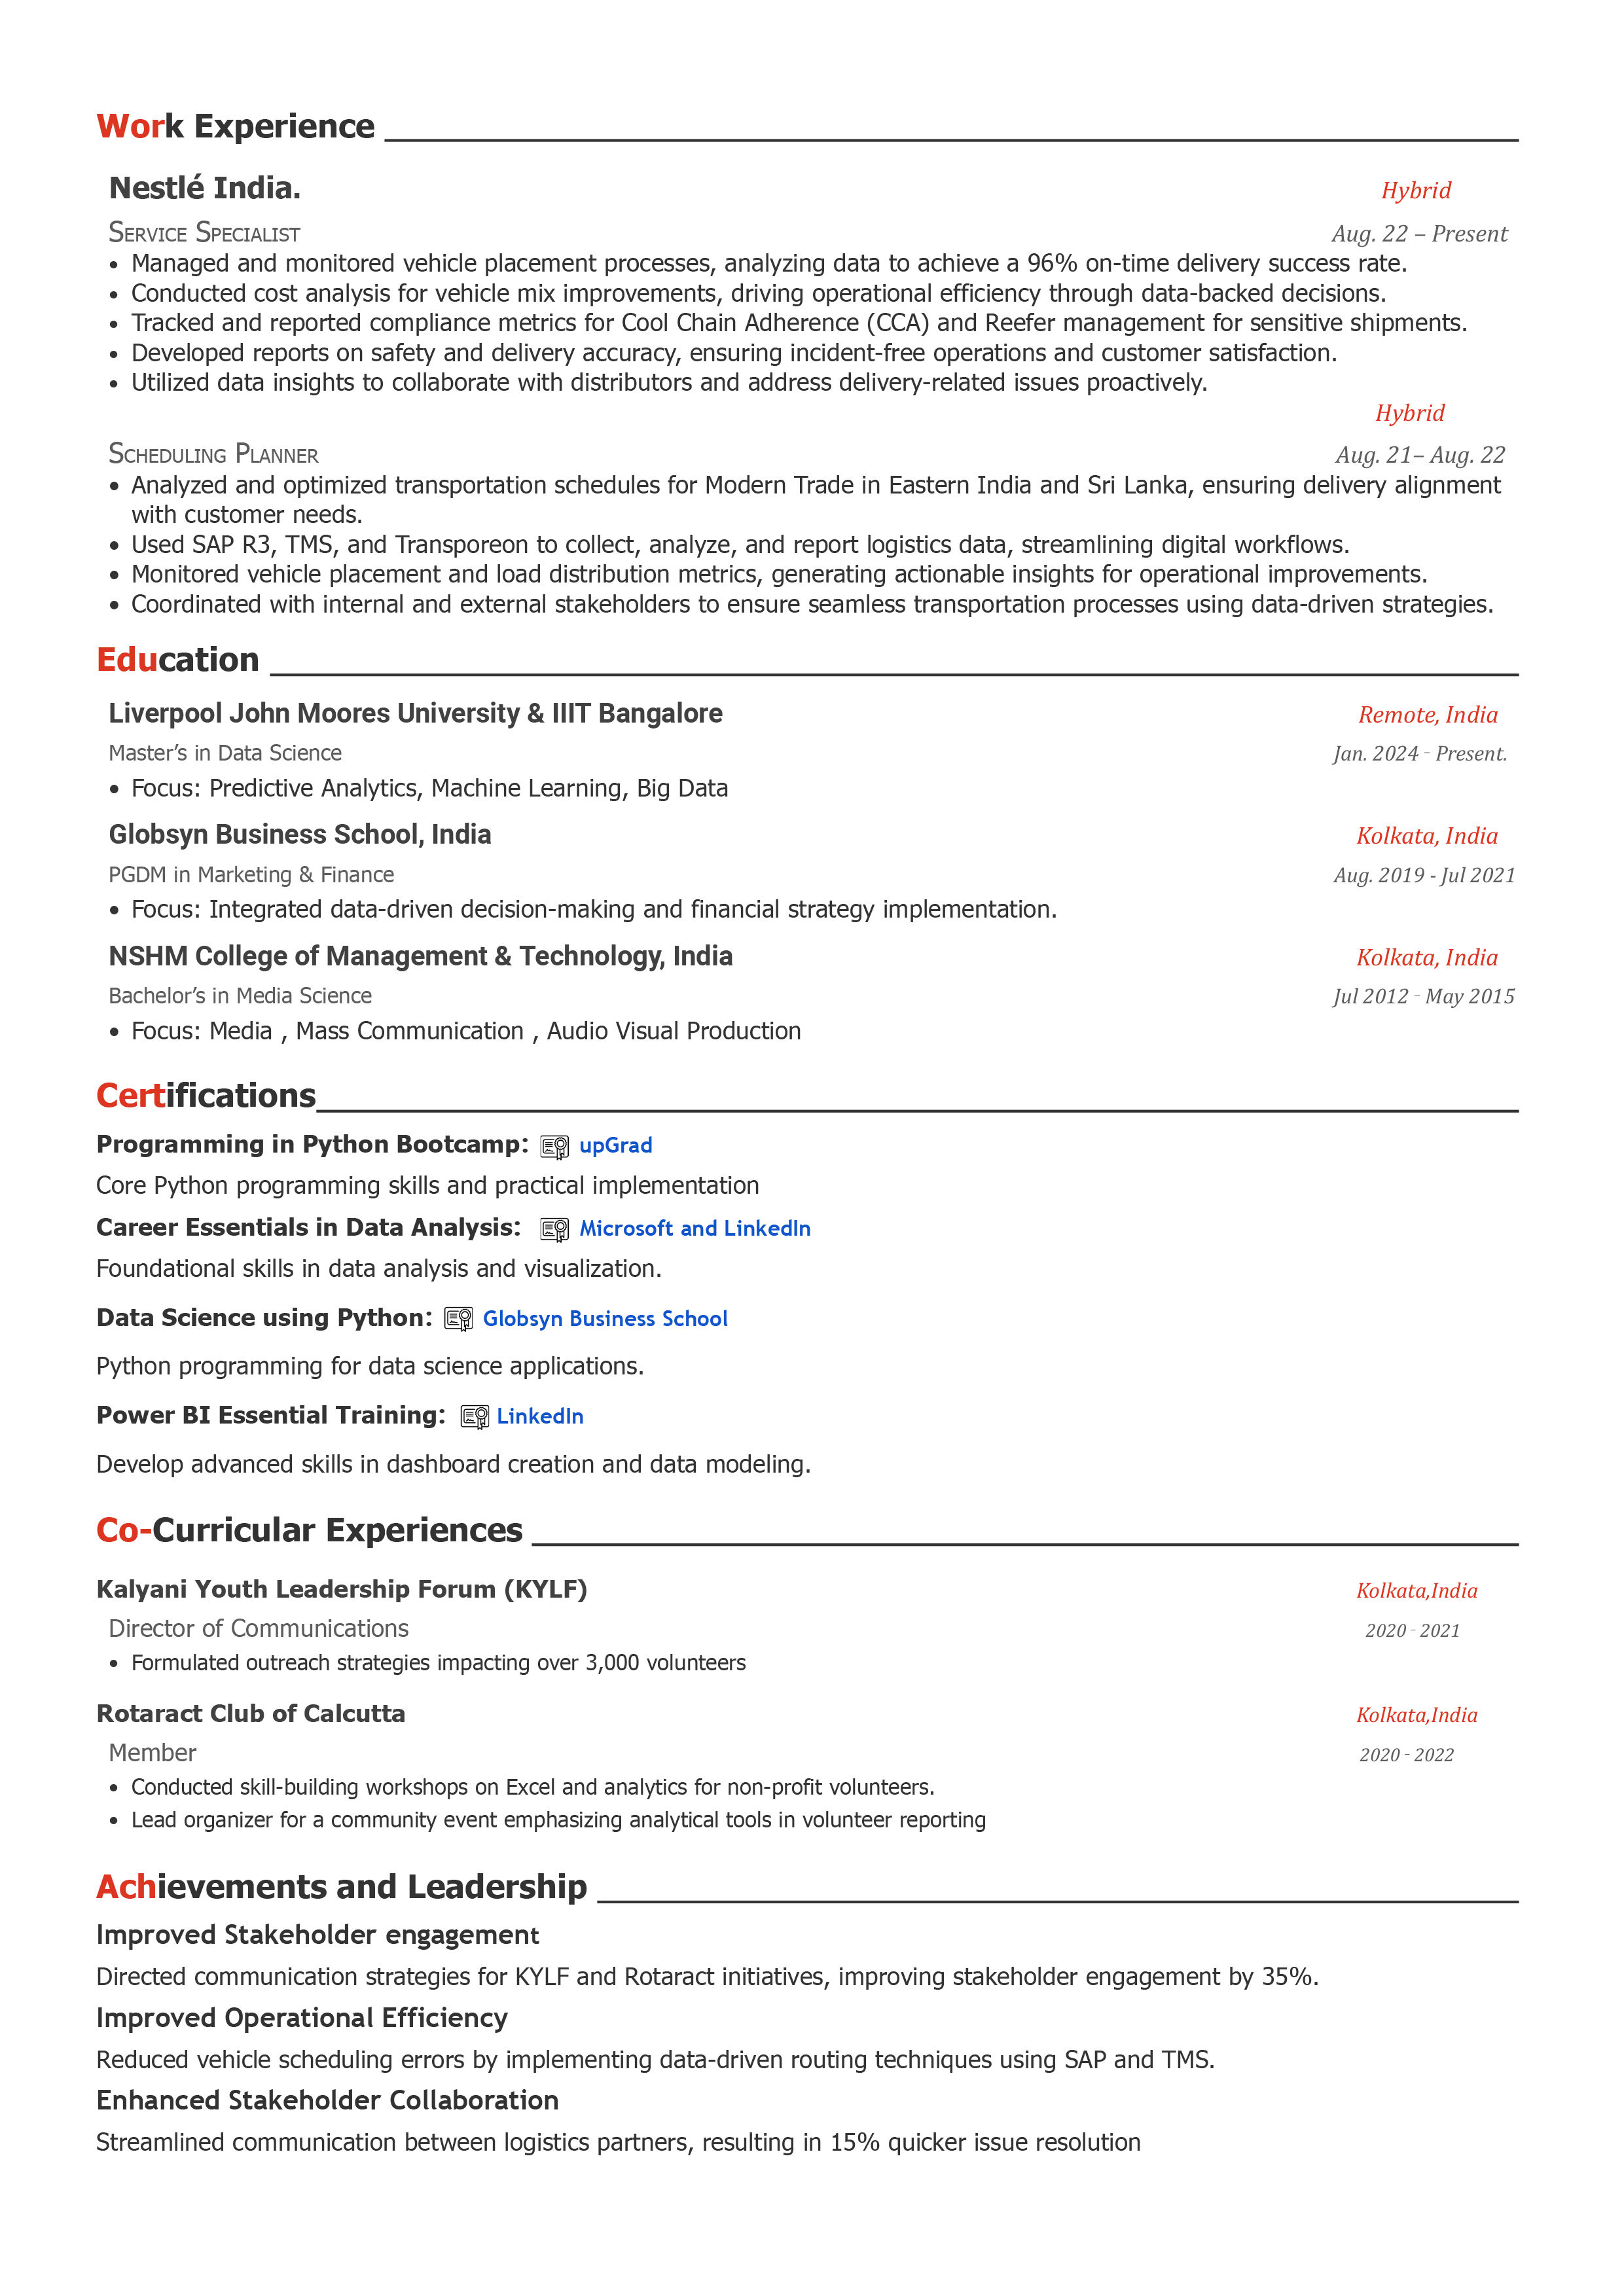 Work Experience
Nestlé India.
Hybrid
Service Specialist
Aug. 22 – Present
• Managed and monitored vehicle placement processes, analyzing data to achieve a 96% on-time delivery success rate.
• Conducted cost analysis for vehicle mix improvements, driving operational efficiency through data-backed decisions.
• Tracked and reported compliance metrics for Cool Chain Adherence (CCA) and Reefer management for sensitive shipments.
• Developed reports on safety and delivery accuracy, ensuring incident-free operations and customer satisfaction.
• Utilized data insights to collaborate with distributors and address delivery-related issues proactively.
Hybrid
Scheduling Planner
Aug. 21– Aug. 22
• Analyzed and optimized transportation schedules for Modern Trade in Eastern India and Sri Lanka, ensuring delivery alignment
with customer needs.
• Used SAP R3, TMS, and Transporeon to collect, analyze, and report logistics data, streamlining digital workflows.
• Monitored vehicle placement and load distribution metrics, generating actionable insights for operational improvements.
• Coordinated with internal and external stakeholders to ensure seamless transportation processes using data-driven strategies.
Education
Liverpool John Moores University & IIIT Bangalore
Remote, India
Master’s in Data Science
Jan. 2024 - Present.
• Focus: Predictive Analytics, Machine Learning, Big Data
Globsyn Business School, India
Kolkata, India
PGDM in Marketing & Finance
Aug. 2019 - Jul 2021
• Focus: Integrated data-driven decision-making and financial strategy implementation.
NSHM College of Management & Technology, India
Kolkata, India
Bachelor’s in Media Science
Jul 2012 - May 2015
• Focus: Media , Mass Communication , Audio Visual Production
Certifications
Programming in Python Bootcamp: upGrad
Core Python programming skills and practical implementation
Career Essentials in Data Analysis: Microsoft and LinkedIn
Foundational skills in data analysis and visualization.
Data Science using Python: Globsyn Business School
Python programming for data science applications.
Power BI Essential Training: LinkedIn
Develop advanced skills in dashboard creation and data modeling.
Co-Curricular Experiences
Kalyani Youth Leadership Forum (KYLF)
Kolkata,India
Director of Communications
2020 - 2021
• Formulated outreach strategies impacting over 3,000 volunteers
Rotaract Club of Calcutta
Kolkata,India
Member
2020 - 2022
• Conducted skill-building workshops on Excel and analytics for non-profit volunteers.
• Lead organizer for a community event emphasizing analytical tools in volunteer reporting
Achievements and Leadership
Improved Stakeholder engagement
Directed communication strategies for KYLF and Rotaract initiatives, improving stakeholder engagement by 35%.
Improved Operational Efficiency
Reduced vehicle scheduling errors by implementing data-driven routing techniques using SAP and TMS.
Enhanced Stakeholder Collaboration
Streamlined communication between logistics partners, resulting in 15% quicker issue resolution